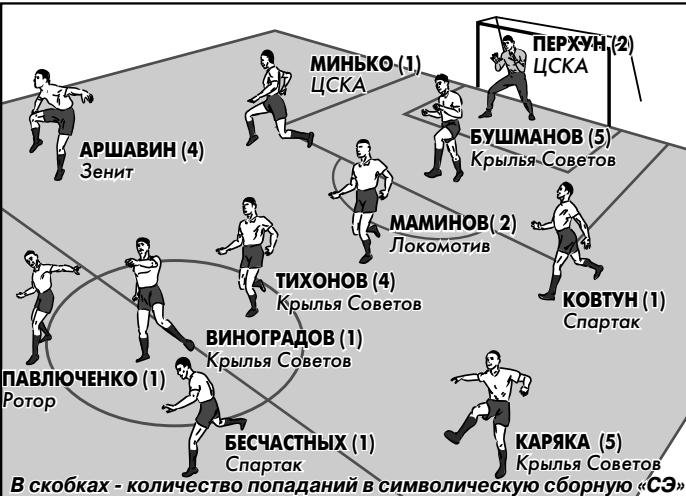 МИНЬКО (1)
ЦСКА
ПЕРХУН (2)
ЦСКА
АРШАВИН (4)
Зенит
БУШМАНОВ (5)
Крылья Советов
МАМИНОВ( 2)
Локомотив
ТИХОНОВ (4)
Крылья Советов
КОВТУН (1)
Спартак
ВИНОГРАДОВ (1)
Крылья Советов
ПАВЛЮЧЕНКО (1)
Ротор
БЕСЧАСТНЫХ (1)
Спартак
КАРЯКА (5)
Крылья Советов
В скобках - количество попаданий в символическую сборную «СЭ»